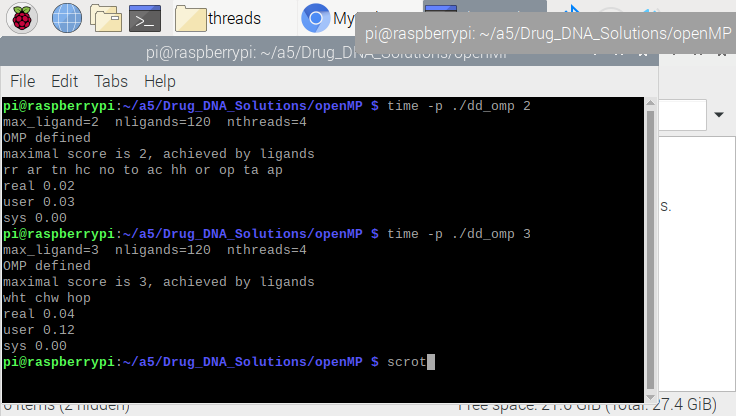 threads
My
pi@raspberrypi: ~/a5/Drug_DNA_Solutions/openMP
pi@raspberrypi: ~/a5/Drug_DNA_Solutions/openMP
File Edit Tabs Help
pi@raspberrypi:~/a5/Drug_DNA_Solutions/openMP $ time -p ./dd_omp 2
max_ligand=2  nligands=120  nthreads=4
OMP defined
maximal score is 2, achieved by ligands
rr ar tn hc no to ac hh or op ta ap
real 0.02
user 0.03
sys 0.00
pi@raspberrypi:~/a5/Drug_DNA_Solutions/openMP $ time -p ./dd_omp 3
max_ligand=3  nligands=120  nthreads=4
OMP defined
maximal score is 3, achieved by ligands
wht chw hop
real 0.04
user 0.12
sys 0.00
pi@raspberrypi:~/a5/Drug_DNA_Solutions/openMP $ scrot
s.
items (2 hidden)
Free space: 21.0 GiB (Total: 27.4 GiB)